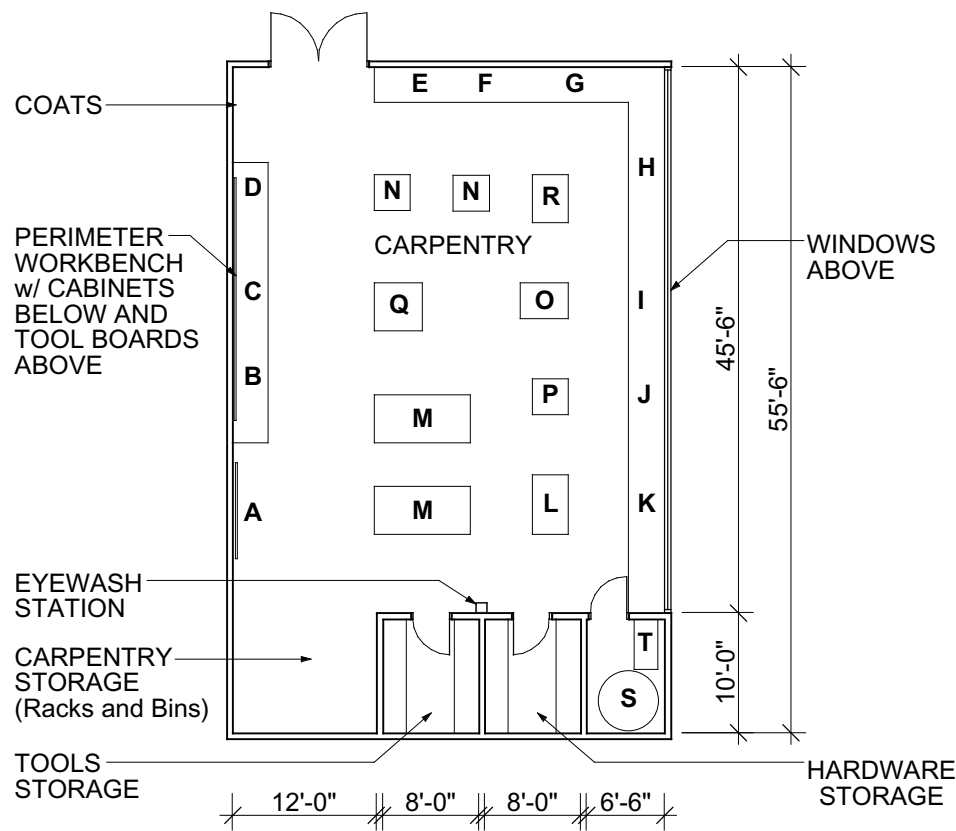 E F G
COATS
H
D
N N R
PERIMETER
WORKBENCH
w/ CABINETS
BELOW AND
TOOL BOARDS
ABOVE
CARPENTRY
WINDOWS
ABOVE
C
Q
O
I
45'-6"
55'-6"
B
M
P
J
A
M
L
K
EYEWASH
STATION
CARPENTRY
STORAGE
(Racks and Bins)
T
S
10'-0"
TOOLS
STORAGE
HARDWARE
STORAGE
12'-0" 8'-0" 8'-0" 6'-6"